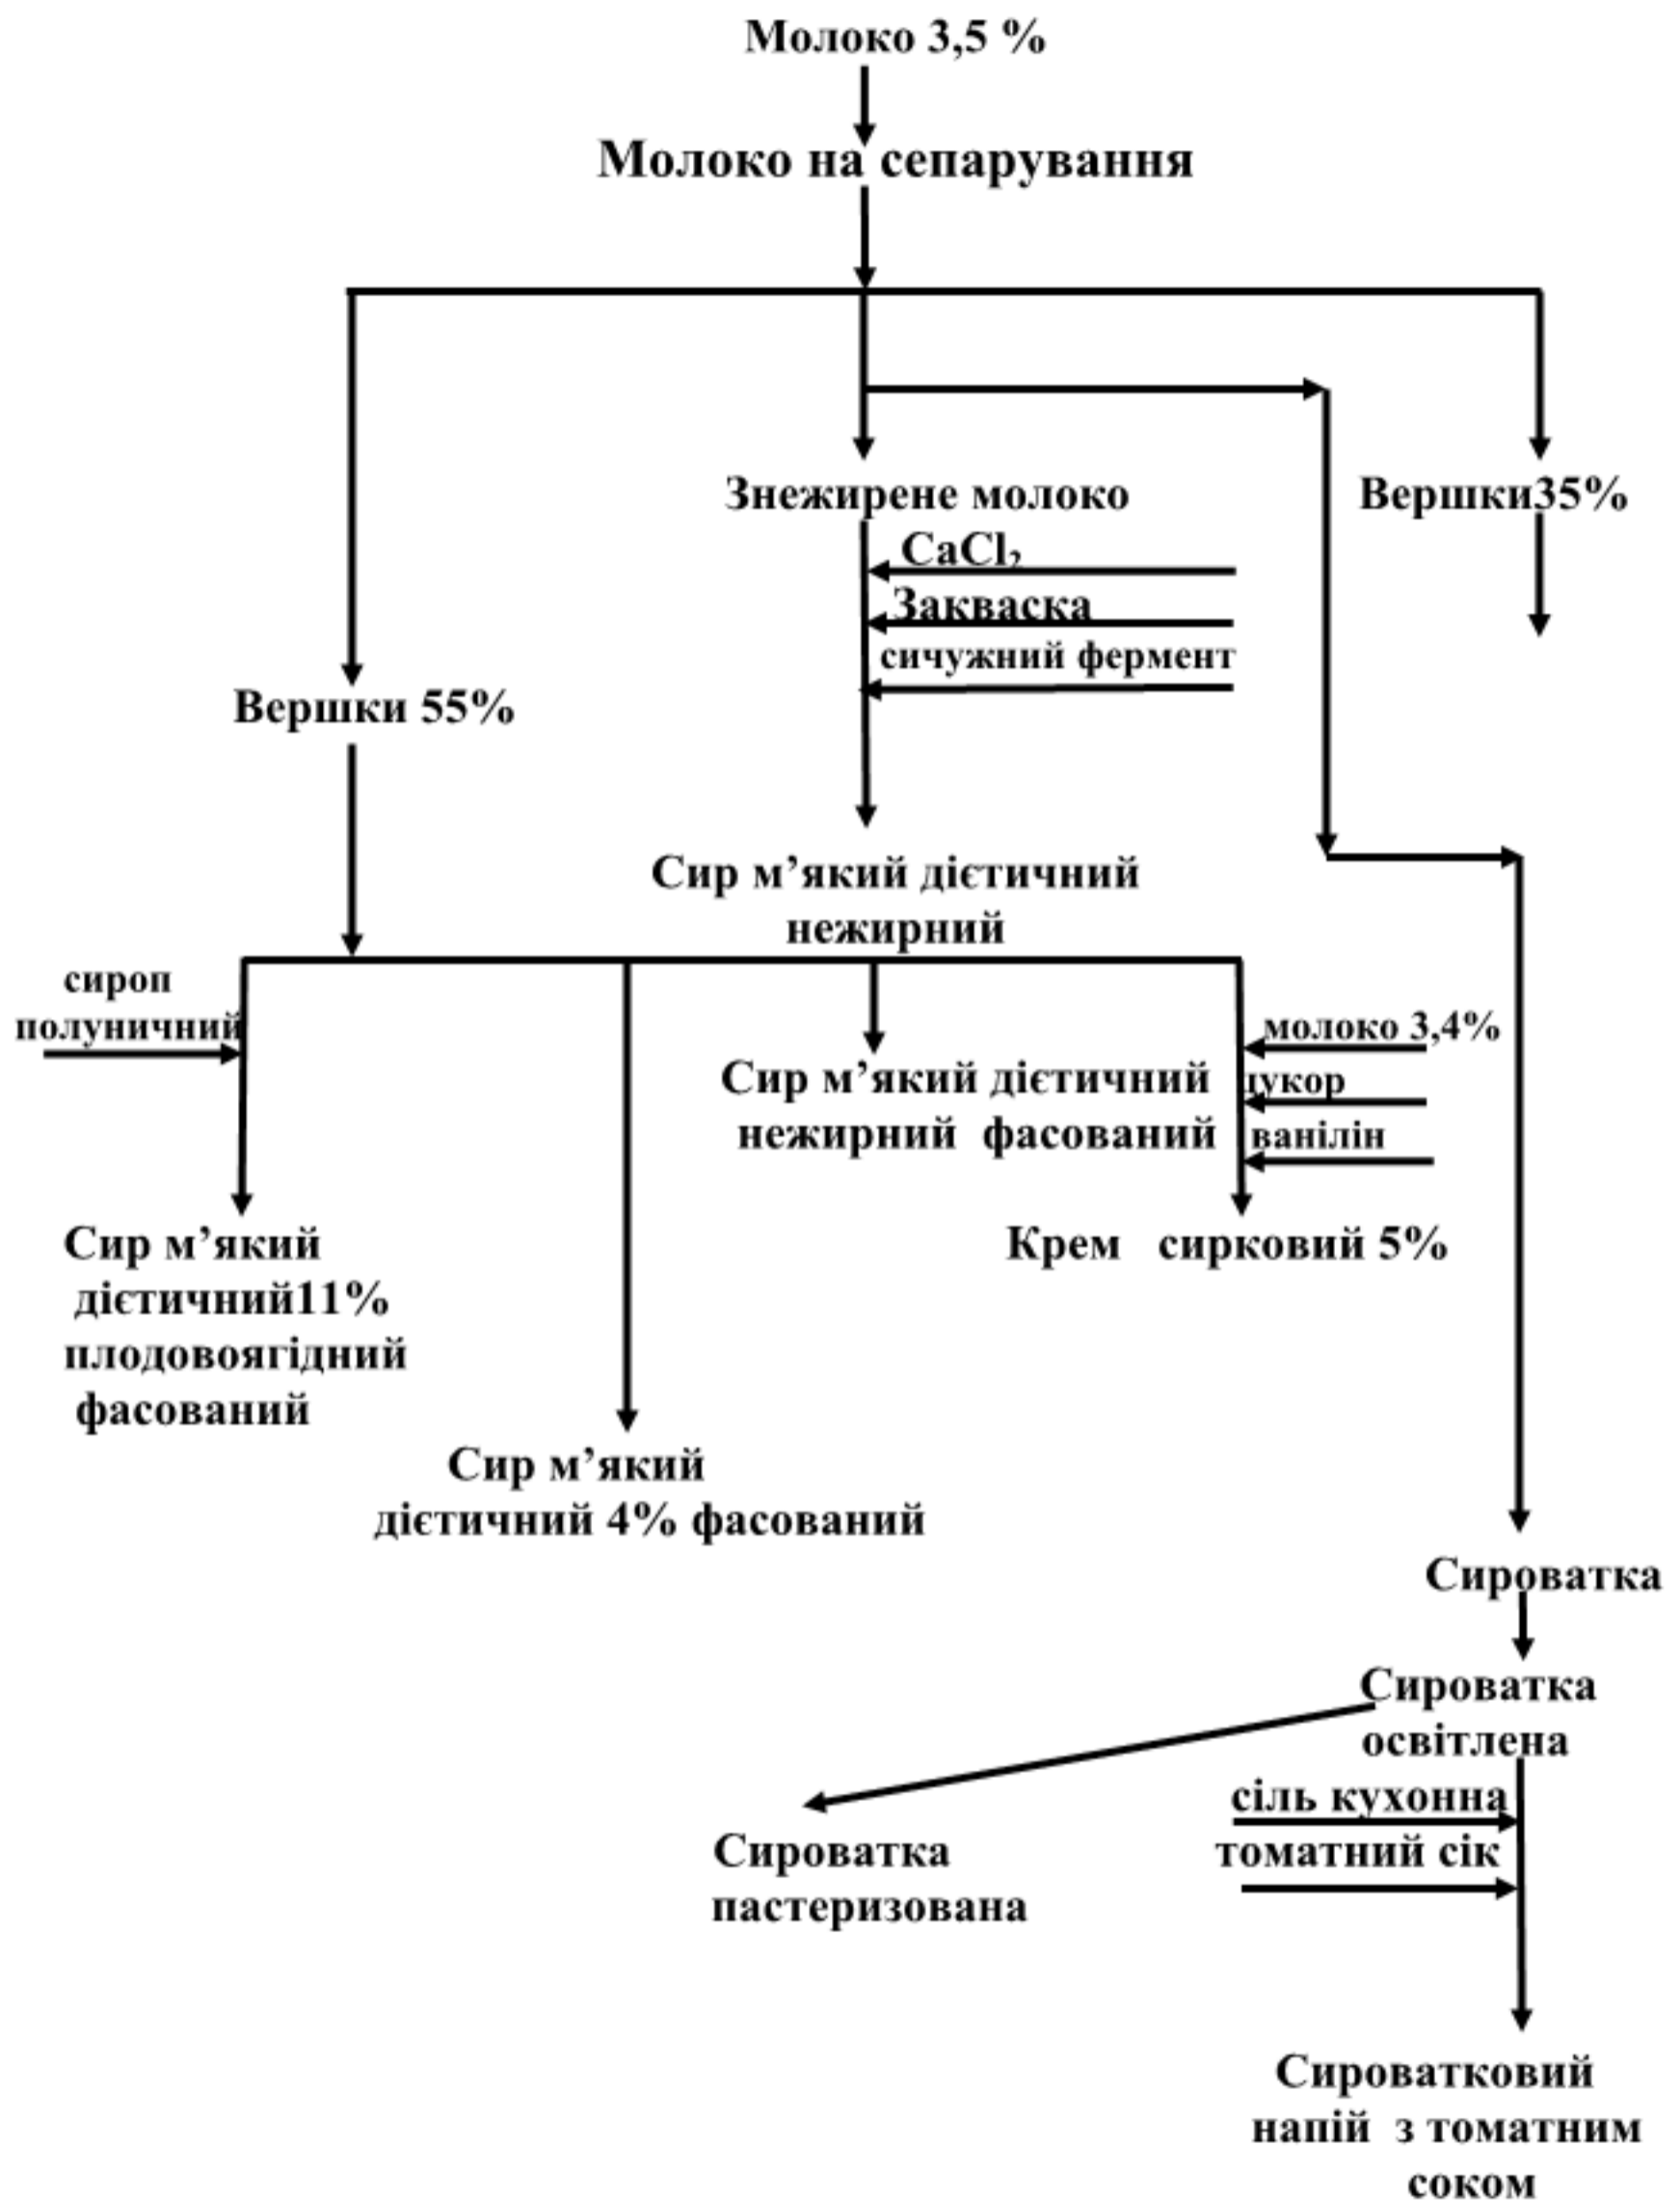 Молоко 3,5 %
Молоко на сепарування
Знежирене молоко
Вершки35%
CaCl₂
Закваска
сичужний фермент
Вершки 55%
Сир м’який дієтичний
нежирний
сироп
полуничний
молоко 3,4%
цукор
ванілін
Сир м’який дієтичний
нежирний фасований
Сир м’який
дієтичний11%
плодовоягідний
фасований
Крем сирковий 5%
Сир м’який
дієтичний 4% фасований
Сироватка
Сироватка
освітлена
сіль кухонна
томатний сік
Сироватка
пастеризована
Сироватковий
напій з томатним
соком